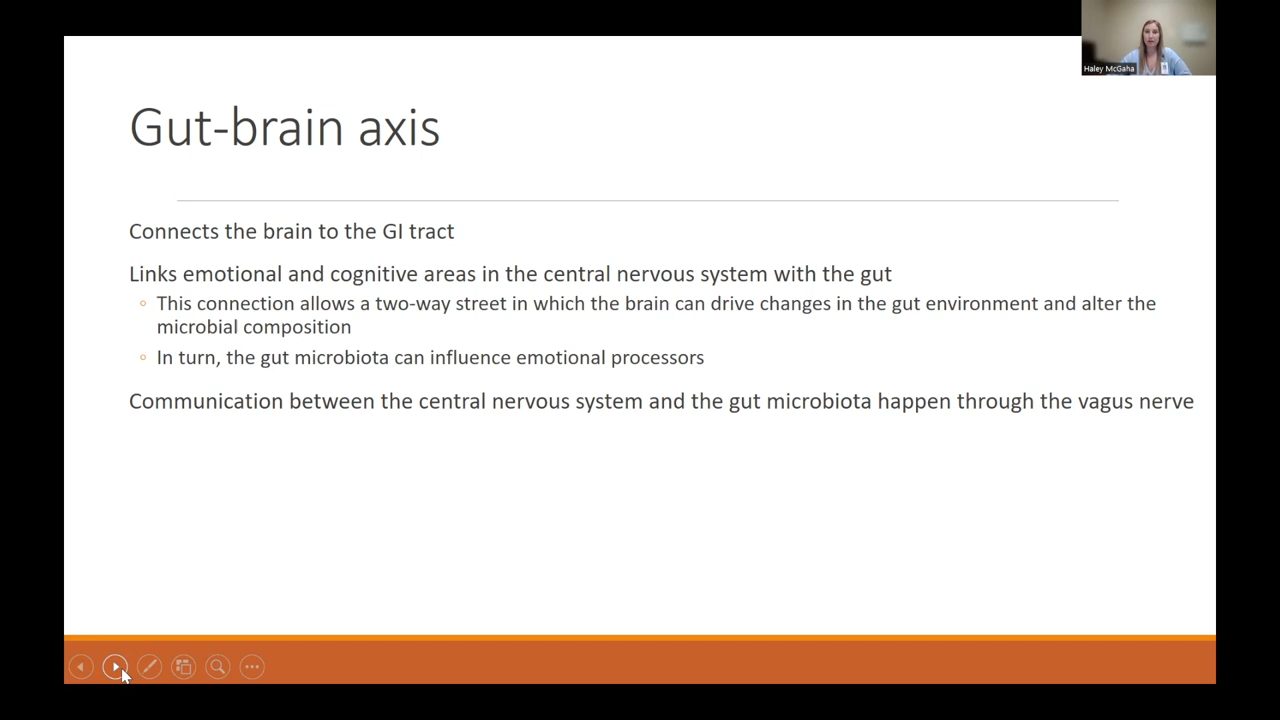 Haley McGaha
Gut-brain axis
Connects the brain to the GI tract
Links emotional and cognitive areas in the central nervous system with the gut
This connection allows a two-way street in which the brain can drive changes in the gut environment and alter the
microbial composition
In turn, the gut microbiota can influence emotional processors
Communication between the central nervous system and the gut microbiota happen through the vagus nerve